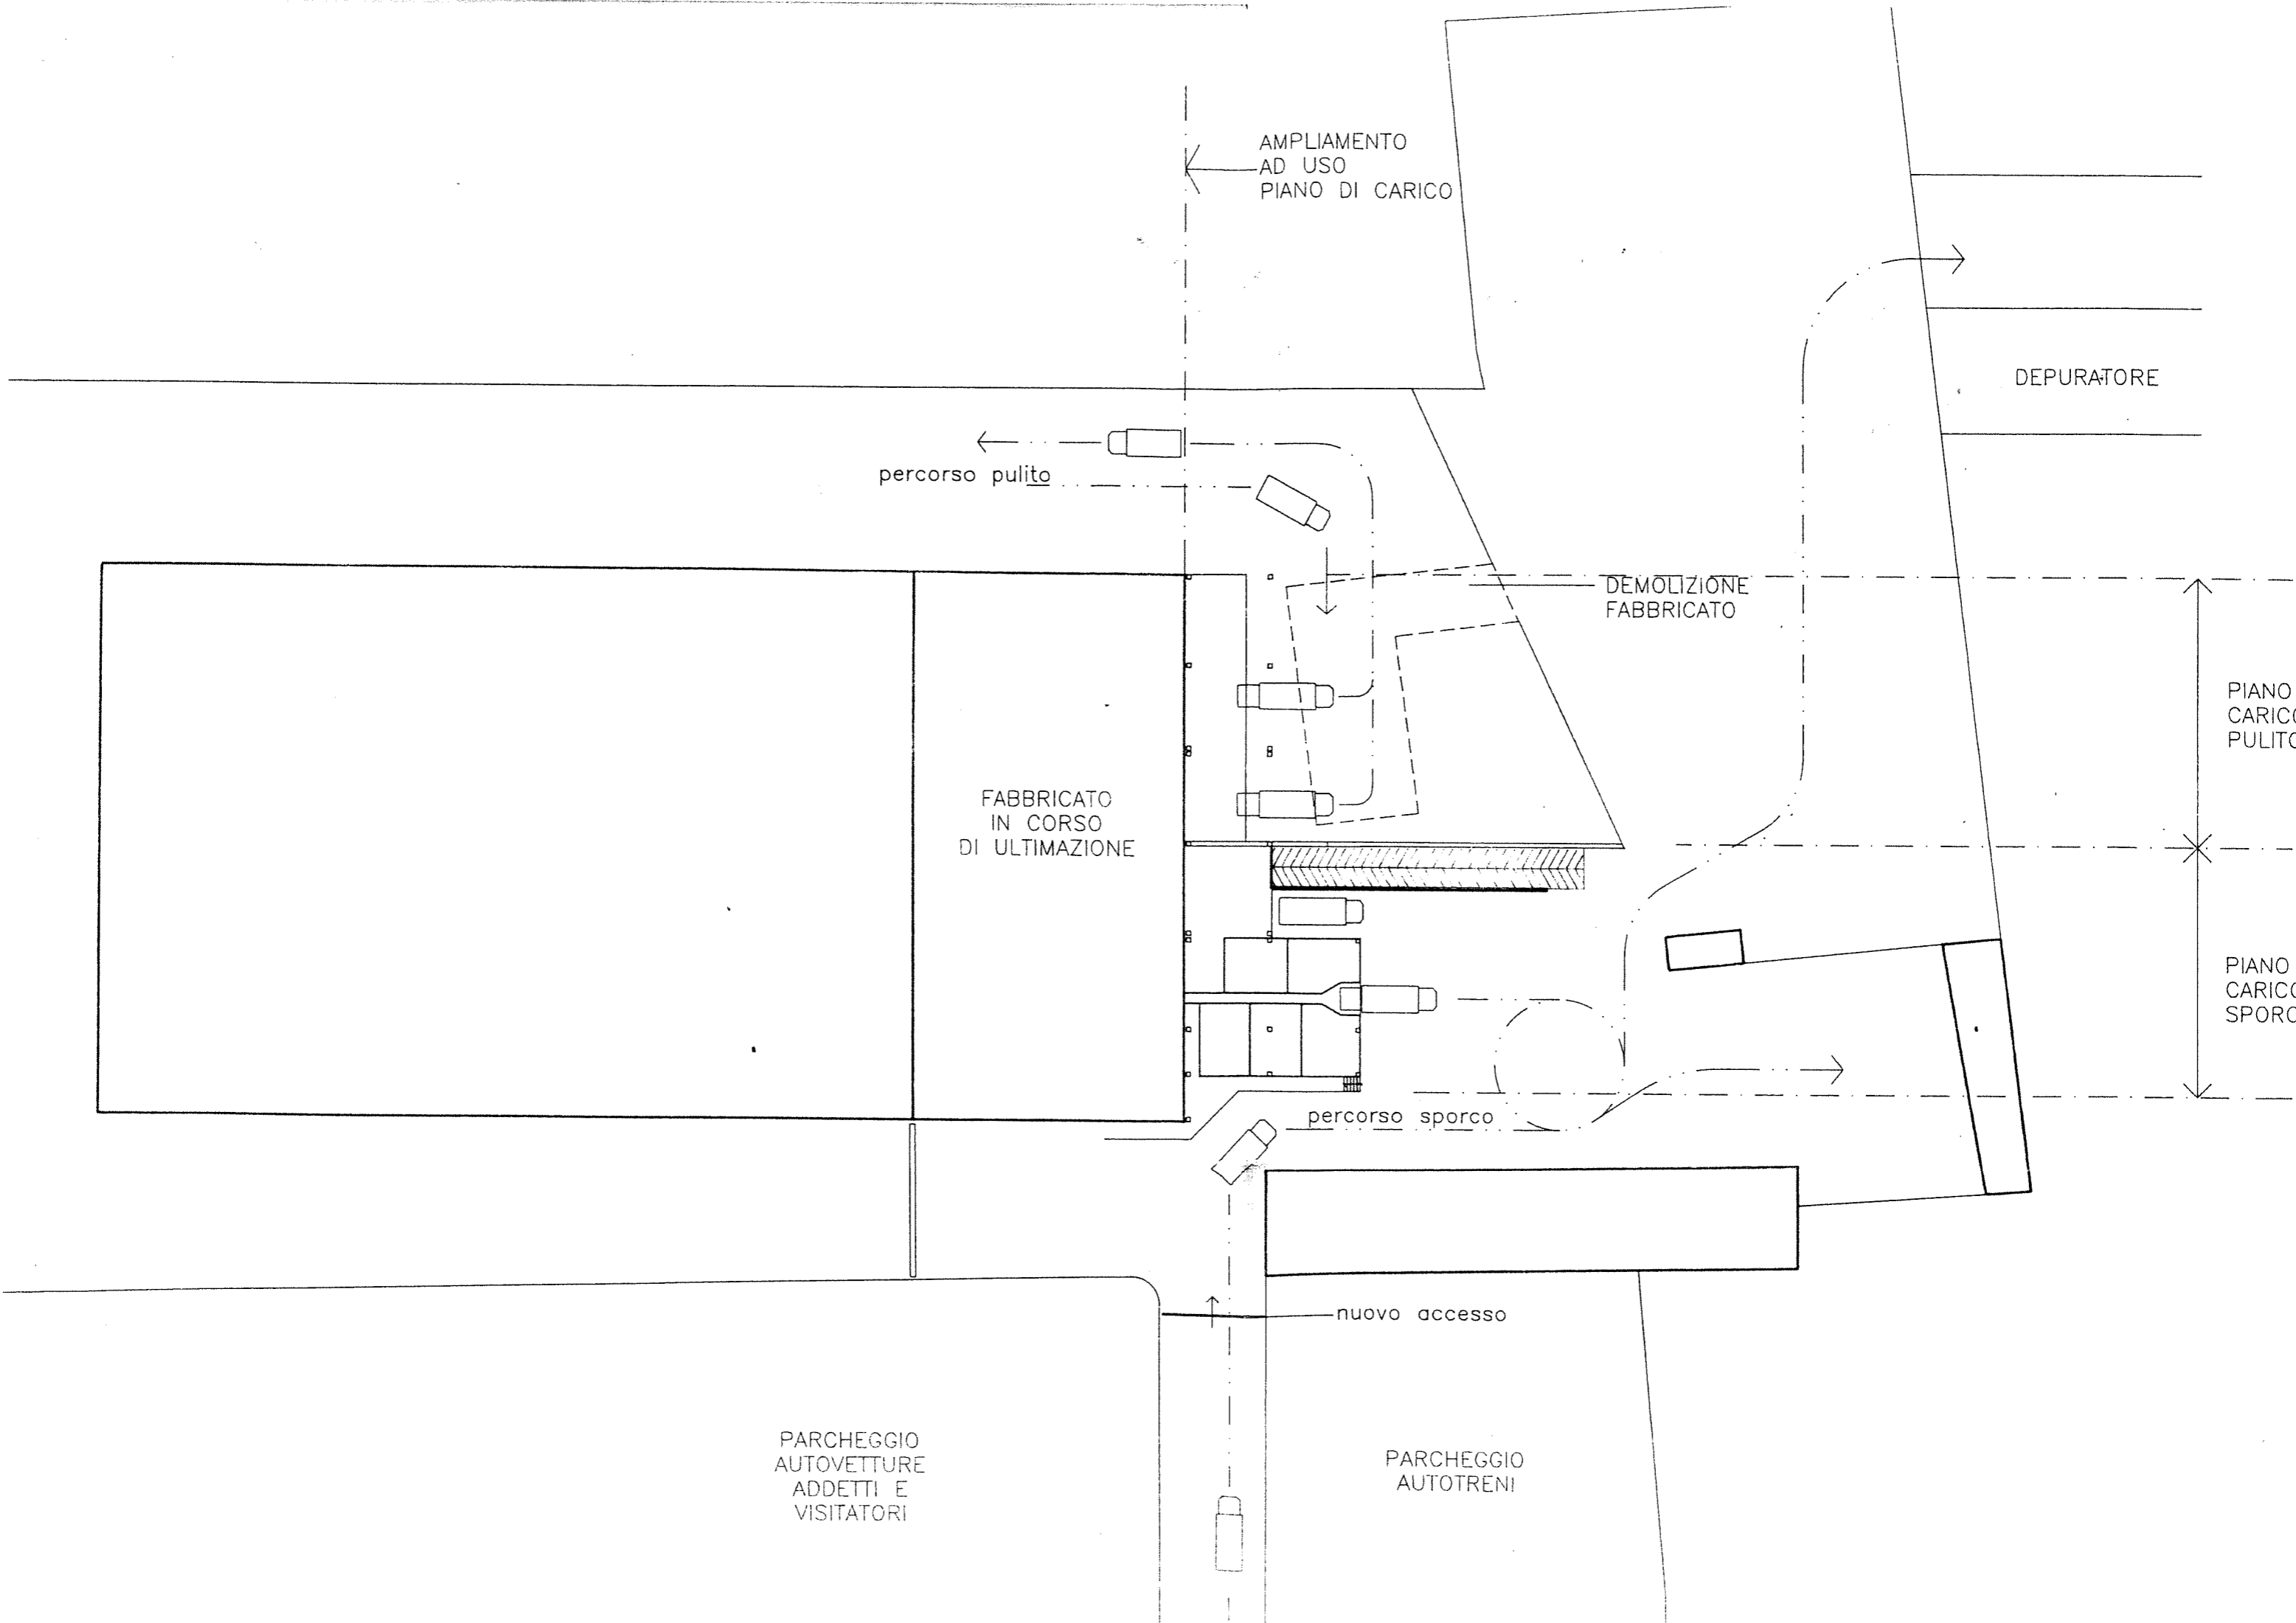 AMPLIAMENTO
AD USO
PIANO DI CARICO
DEPURATORE
percorso pulito
DEMOLIZIONE
FABBRICATO
PIANO
PULITO
FABBRICATO
IN CORSO
DI ULTIMAZIONE
PIANO
percorso sporco
nuovo accesso
PARCHEGGIO
AUTOVETTURE
ADDETTI E
VISITATORI
PARCHEGGIO
AUTOTRENI